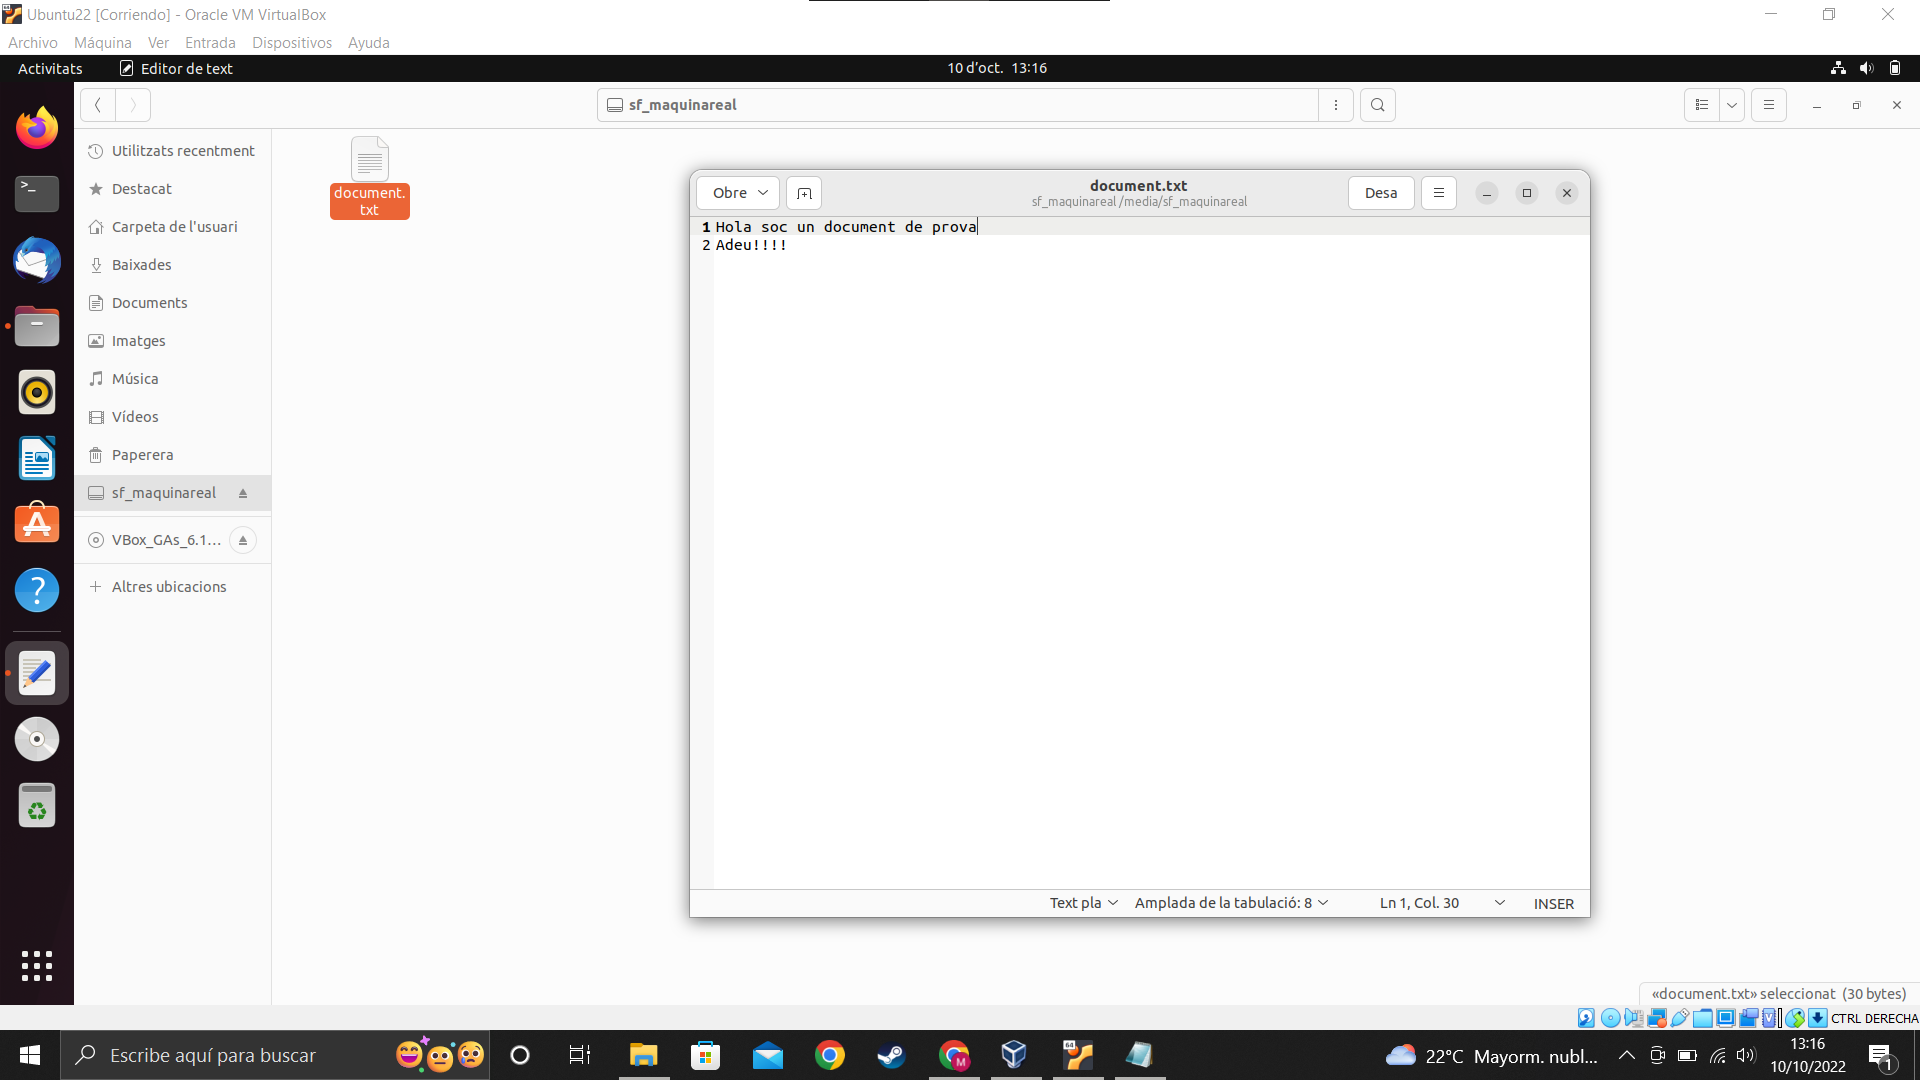 Ubuntu22 [Corriendo] - Oracle VM VirtualBox
Archivo Máquina Ver Entrada Dispositivos Ayuda
Activitats Editor de text 10 d’oct. 13:16
sf_maquinareal
Utilitzats recentment
Destacat
Carpeta de l'usuari
Baixades
Documents
Imatges
Música
Vídeos
Paperera
sf_maquinareal
VBox_GAs_6.1...
Altres ubicacions
document.
txt
Obre
document.txt
sf_maquinareal /media/sf_maquinareal
Desa
1 Hola soc un document de prova
2 Adeu!!!!
Text pla Amplada de la tabulació: 8 Ln 1, Col. 30 INSER
«document.txt» seleccionat (30 bytes)
CTRL DERECHA
Escribe aquí para buscar
22°C Mayorm. nubl...
13:16
10/10/2022
1